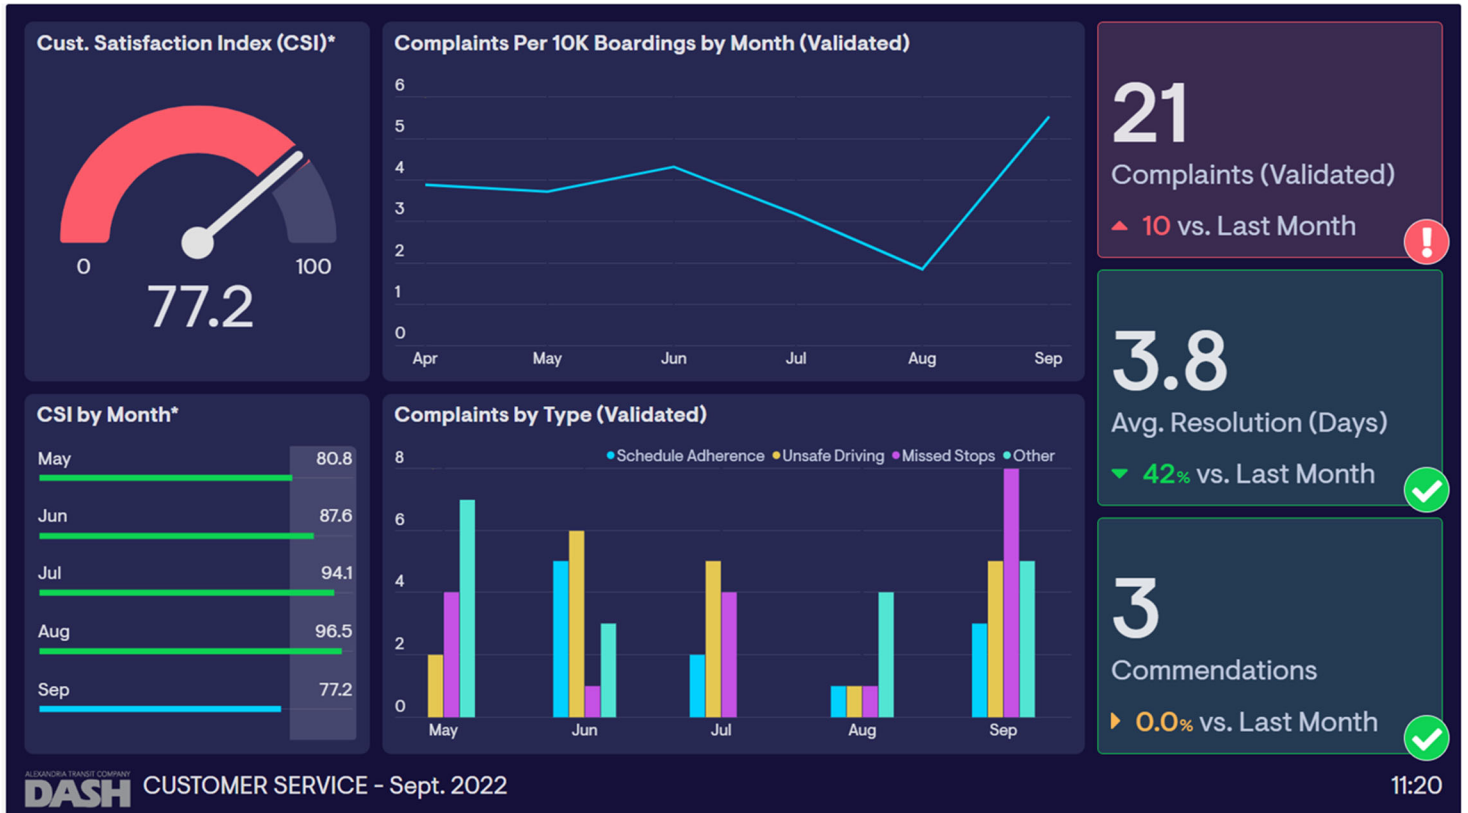 Cust. Satisfaction Index (CSI)*
0
100
77.2
Complaints Per 10K Boardings by Month (Validated)
6
5
4
3
2
1
0
Apr May Jun Jul Aug Sep
21
Complaints (Validated)
10 vs. Last Month
!
3.8
Avg. Resolution (Days)
42% vs. Last Month
3
Commendations
0.0% vs. Last Month
CSI by Month*
May 80.8
Jun 87.6
Jul 94.1
Aug 96.5
Sep 77.2
Complaints by Type (Validated)
Schedule Adherence Unsafe Driving Missed Stops Other
8
6
4
2
0
May Jun Jul Aug Sep
ALEXANDRIA TRANSIT COMPANY
DASH
CUSTOMER SERVICE - Sept. 2022
11:20